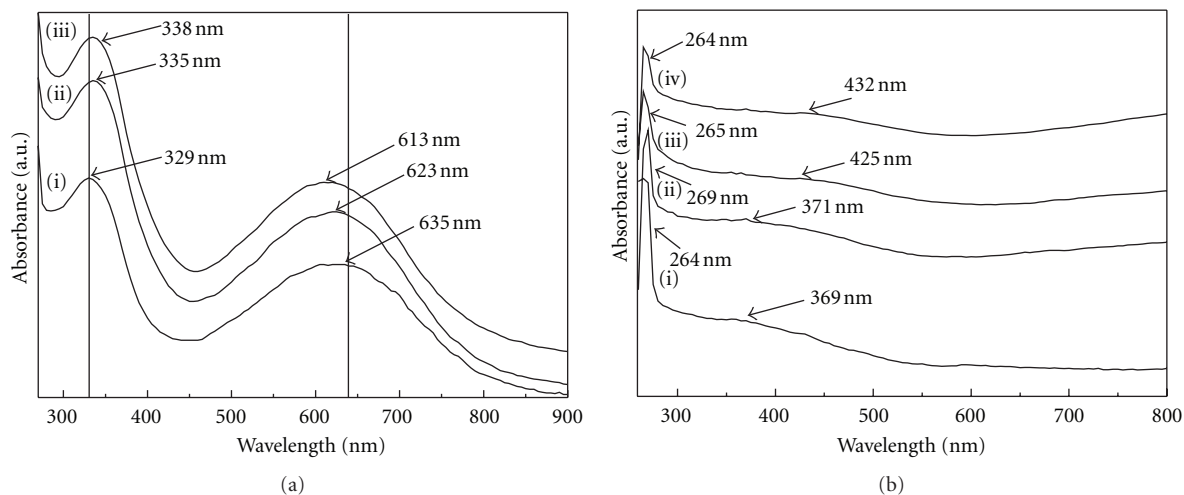 (iii)
338 nm
335 nm
(ii)
329 nm
(i)
613 nm
623 nm
635 nm
Absorbance (a.u.)
300 400 500 600 700 800 900
Wavelength (nm)
(a)
264 nm
(iv)
432 nm
265 nm
(iii)
425 nm
(ii)
269 nm
371 nm
264 nm
(i)
369 nm
Absorbance (a.u.)
300 400 500 600 700 800
Wavelength (nm)
(b)